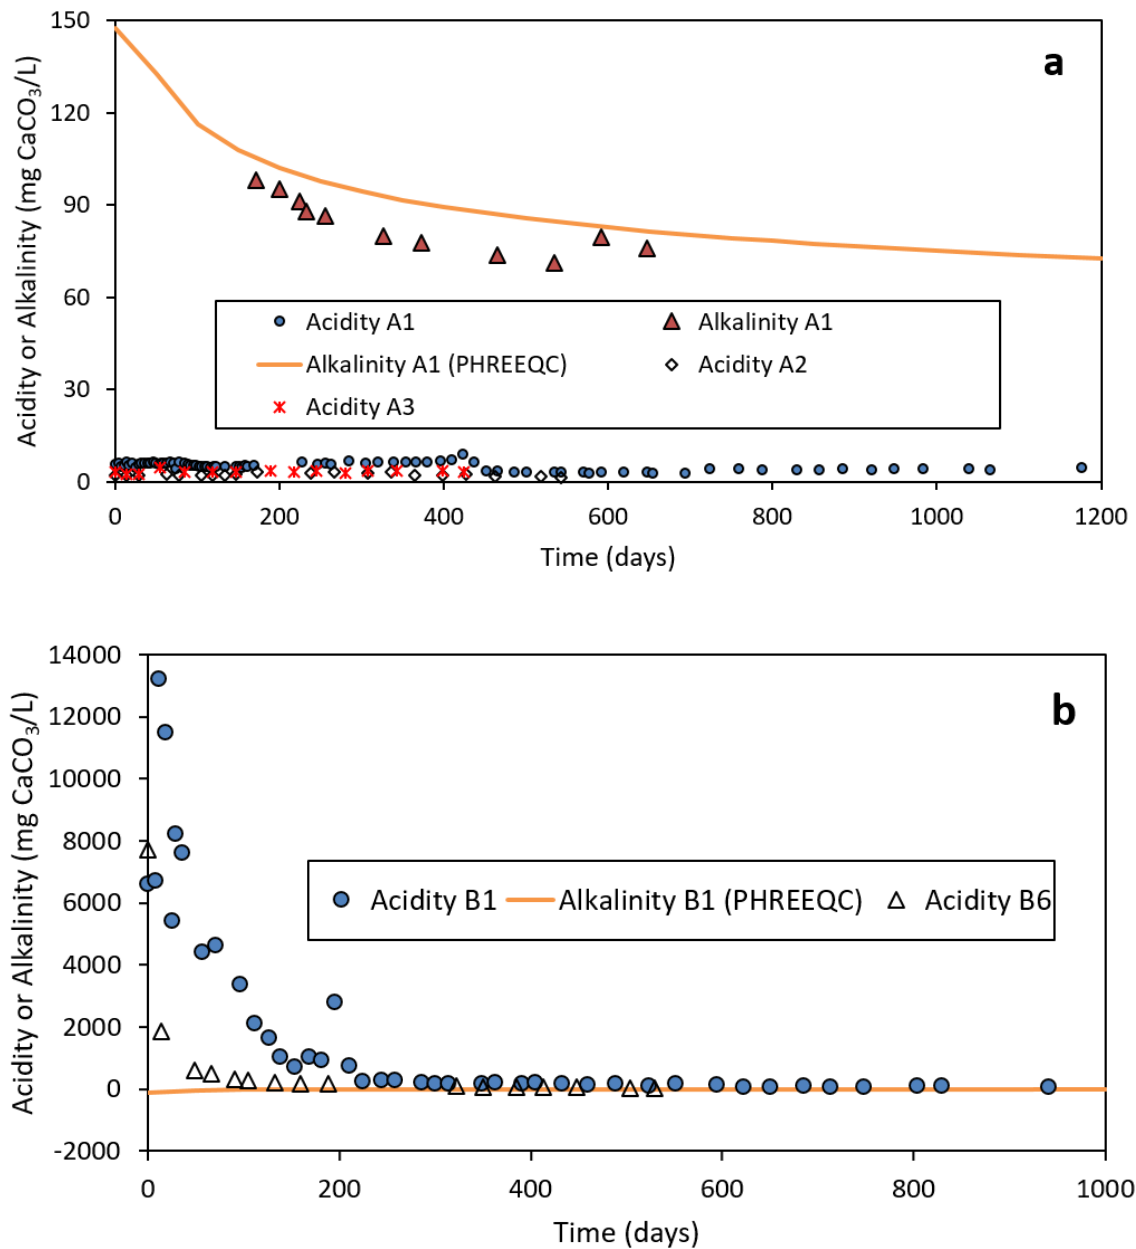 a
Acidity or Alkalinity (mg CaCO₃/L)
150
120
90
60
30
0
Acidity A1
Alkalinity A1
Alkalinity A1 (PHREEQC)
Acidity A2
Acidity A3
0 200 400 600 800 1000 1200
Time (days)
b
Acidity or Alkalinity (mg CaCO₃/L)
14000
12000
10000
8000
6000
4000
2000
0
-2000
Acidity B1 Alkalinity B1 (PHREEQC) Acidity B6
0 200 400 600 800 1000
Time (days)